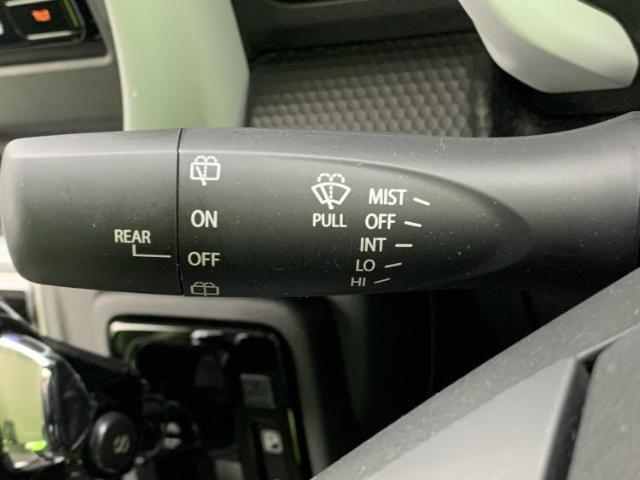 REAR
ON
OFF
PULL
MIST
OFF
INT
LO
HI